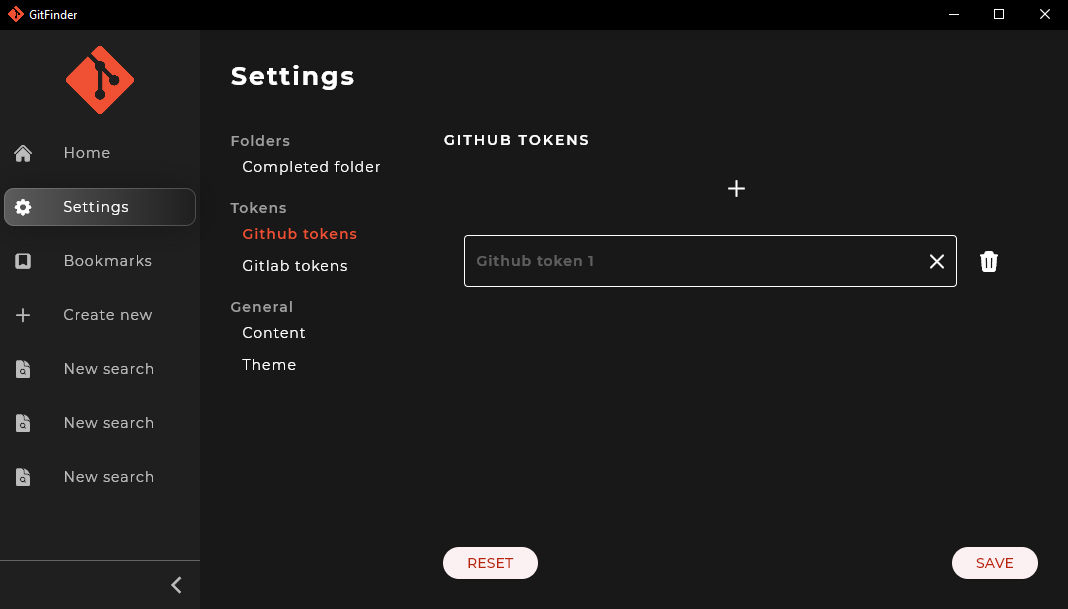 GitFinder
Home
Settings
Bookmarks
Create new
New search
New search
New search
Settings
Folders
Completed folder
Tokens
Github tokens
Gitlab tokens
General
Content
Theme
GITHUB TOKENS
Github token 1
RESET
SAVE